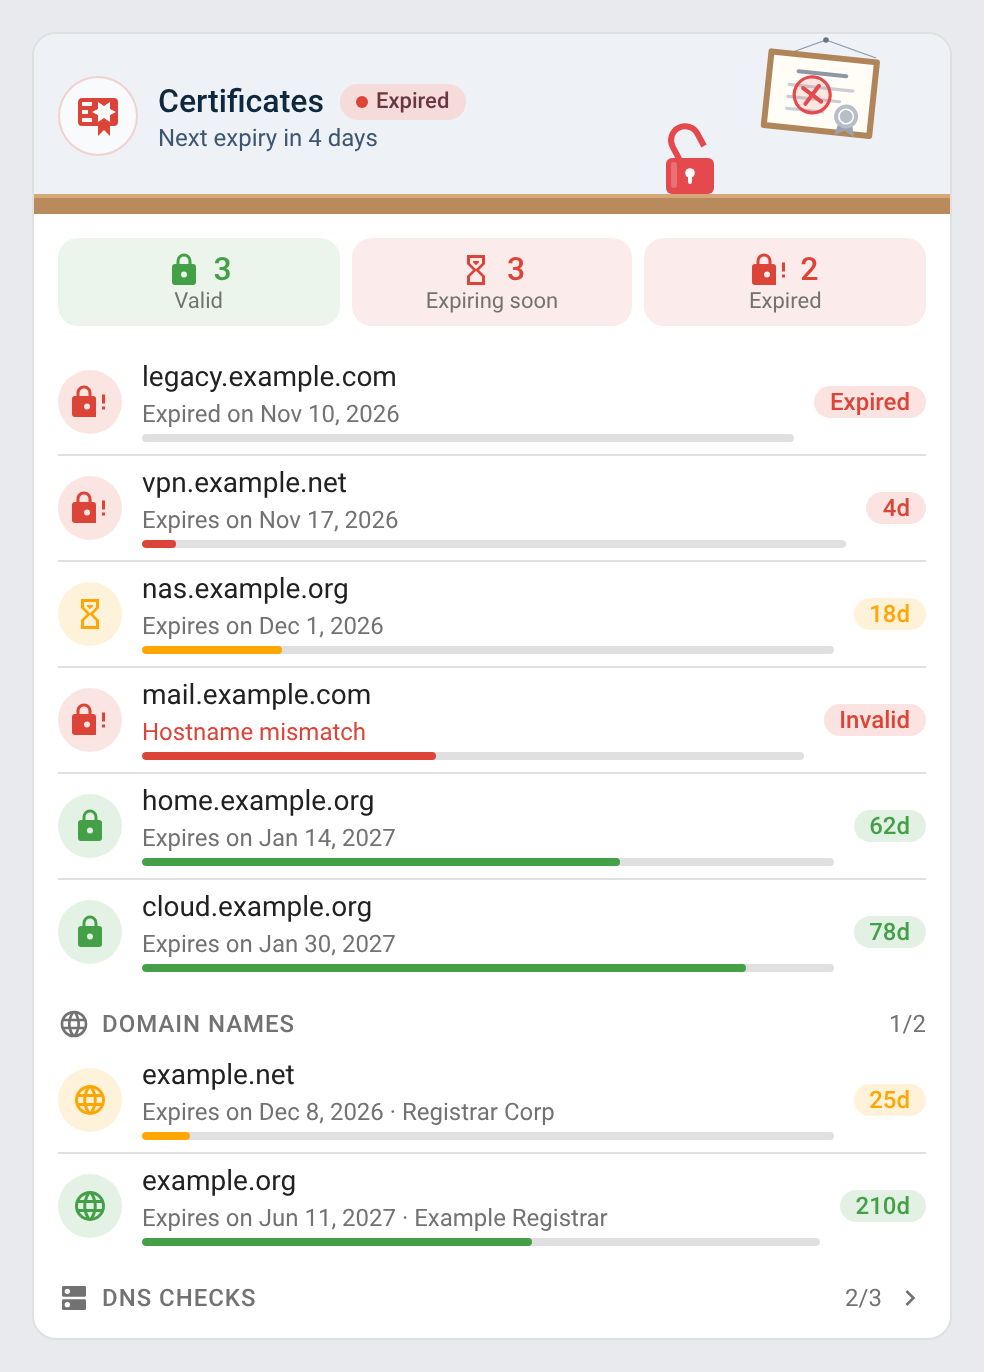 Certificates
Expired
Next expiry in 4 days
3
Valid
3
Expiring soon
2
Expired
legacy.example.com
Expired on Nov 10, 2026
Expired
vpn.example.net
Expires on Nov 17, 2026
4d
nas.example.org
Expires on Dec 1, 2026
18d
mail.example.com
Hostname mismatch
Invalid
home.example.org
Expires on Jan 14, 2027
62d
cloud.example.org
Expires on Jan 30, 2027
78d
DOMAIN NAMES
1/2
example.net
Expires on Dec 8, 2026 · Registrar Corp
25d
example.org
Expires on Jun 11, 2027 · Example Registrar
210d
DNS CHECKS
2/3